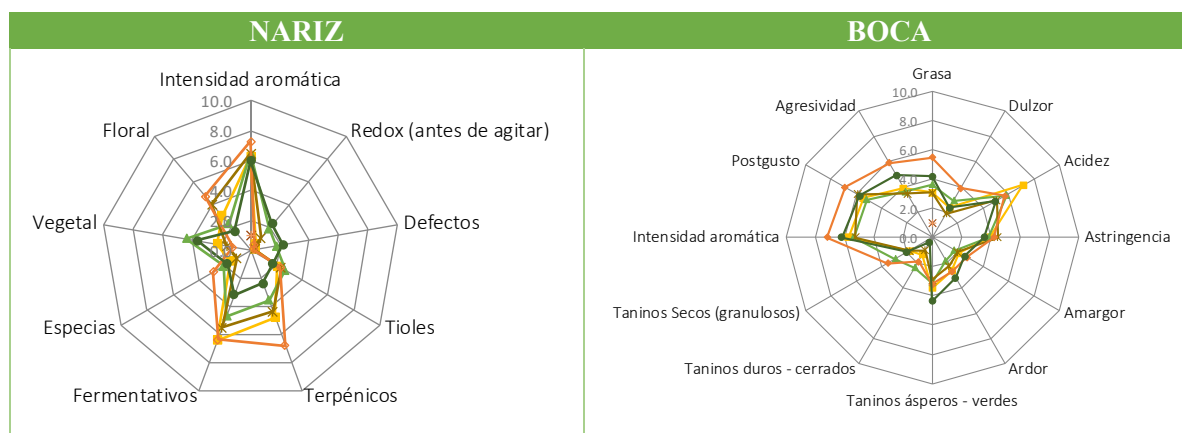 NARIZ
Intensidad aromática
10.0
Floral
8.0
Redox (antes de agitar)
6.0
4.0
Vegetal
Defectos
Especias
Tioles
Fermentativos
Terpénicos
BOCA
Grasa
10.0
Agresividad
Dulzor
8.0
Postgusto
6.0
Acidez
4.0
2.0
Intensidad aromática
0.0
Astringencia
Taninos Secos (granulosos)
Amargor
Taninos duros - cerrados
Ardor
Taninos ásperos - verdes